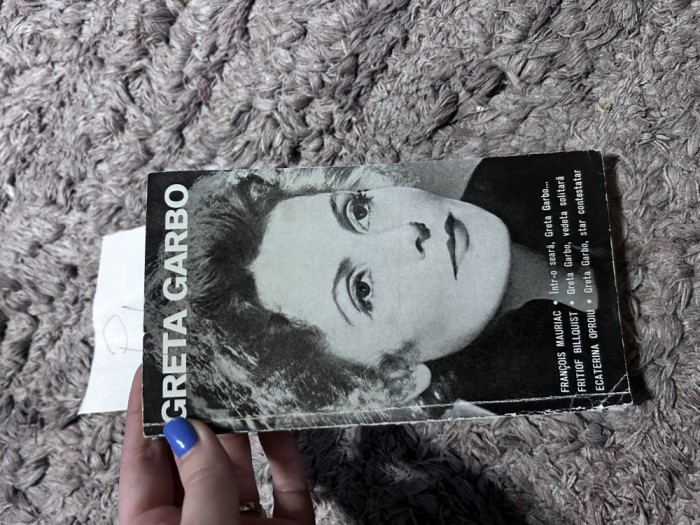 GRETA GARBO
FRANÇOIS MAURIAC • Într-o seară, Greta Garbo...
FRITIOF BILLQUIST • Greta Garbo, vedeta solitară
ECATERINA OPROIU • Greta Garbo, star contestatar